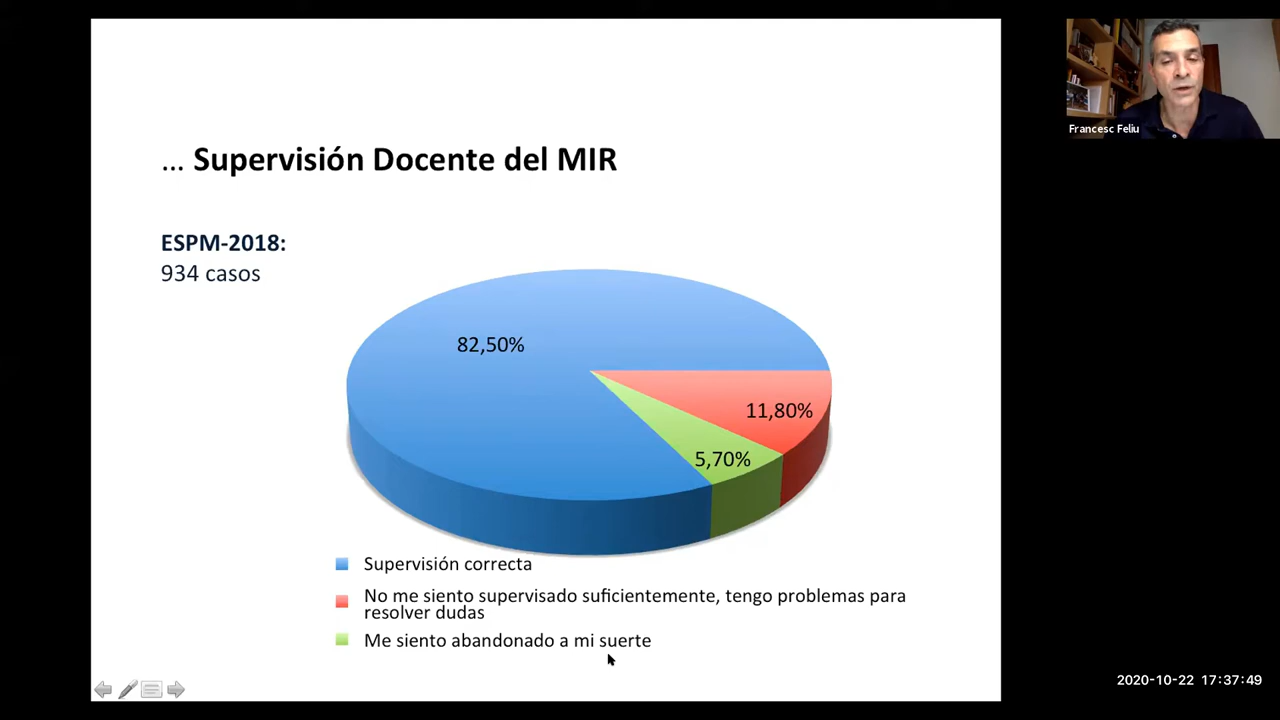 ... Supervisión Docente del MIR
ESPM-2018:
934 casos
82,50%
11,80%
5,70%
Supervisión correcta
No me siento supervisado suficientemente, tengo problemas para
resolver dudas
Me siento abandonado a mi suerte
Francesc Feliu
2020-10-22 17:37:49